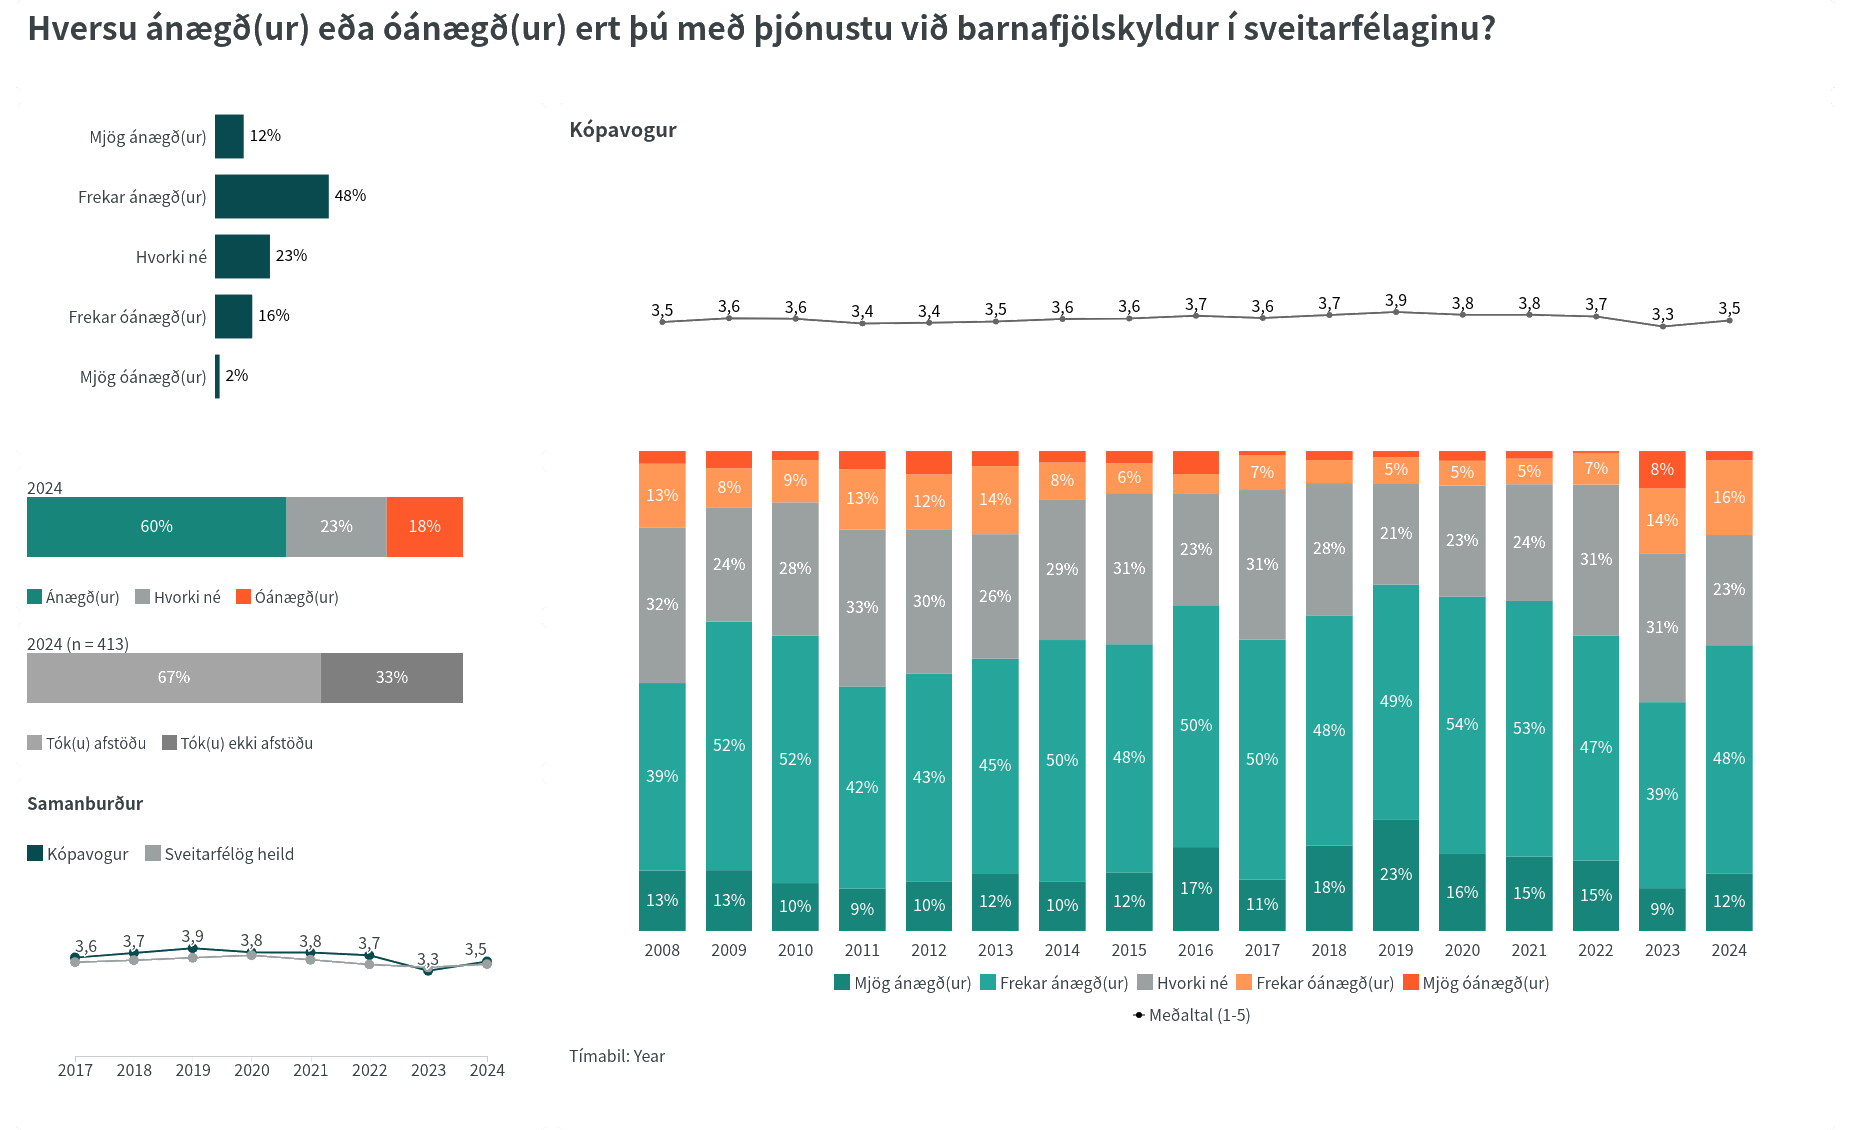 Hversu ánægð(ur) eða óánægð(ur) ert þú með þjónustu við barnafjölskyldur í sveitarfélaginu?
Mjög ánægð(ur) 12%
Frekar ánægð(ur) 48%
Hvorki né 23%
Frekar óánægð(ur) 16%
Mjög óánægð(ur) 2%
2024
60% 23% 18%
Ánægð(ur) Hvorki né Óánægð(ur)
2024 (n = 413)
67% 33%
Tók(u) afstöðu Tók(u) ekki afstöðu
Samanburður
Kópavogur Sveitarfélög heild
3,6 3,7 3,9 3,8 3,8 3,7 3,3 3,5
2017 2018 2019 2020 2021 2022 2023 2024
Kópavogur
3,5 3,6 3,6 3,4 3,4 3,5 3,6 3,6 3,7 3,6 3,7 3,9 3,8 3,8 3,7 3,3 3,5
8%
13% 8% 9% 13% 12% 14% 8% 6% 7% 5% 5% 5% 7% 14% 16%
32% 24% 28% 33% 30% 26% 29% 31% 23% 31% 28% 21% 23% 24% 31% 31% 23%
39% 52% 52% 42% 43% 45% 50% 48% 50% 50% 48% 49% 54% 53% 47% 39% 48%
13% 13% 10% 9% 10% 12% 10% 12% 17% 11% 18% 23% 16% 15% 15% 9% 12%
2008 2009 2010 2011 2012 2013 2014 2015 2016 2017 2018 2019 2020 2021 2022 2023 2024
Mjög ánægð(ur) Frekar ánægð(ur) Hvorki né Frekar óánægð(ur) Mjög óánægð(ur)
Meðaltal (1-5)
Tímabil: Year